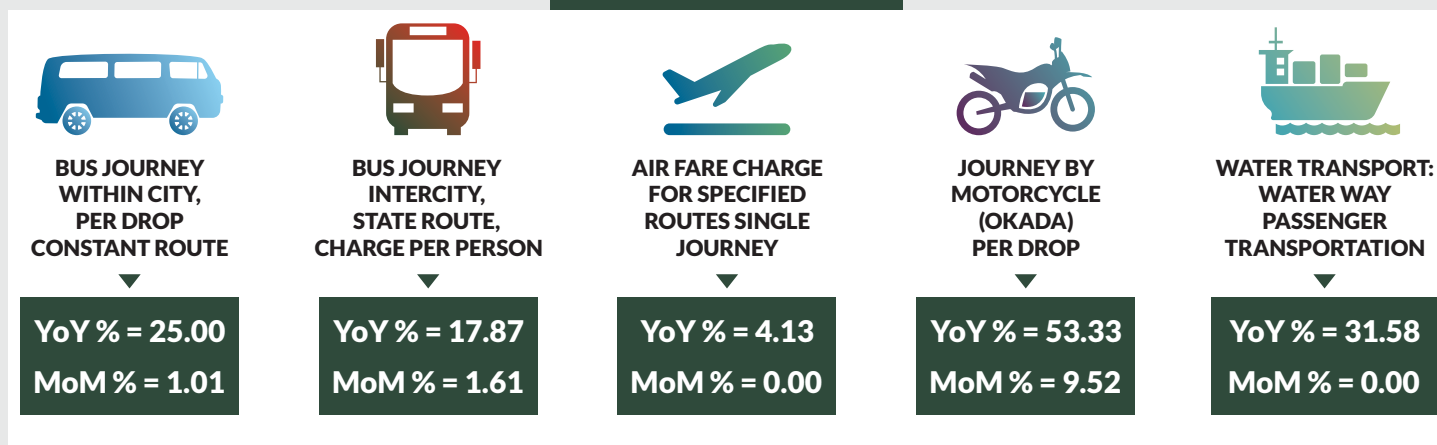 BUS JOURNEY
WITHIN CITY,
PER DROP
CONSTANT ROUTE
YoY % = 25.00
MoM % = 1.01
BUS JOURNEY
INTERCITY,
STATE ROUTE,
CHARGE PER PERSON
YoY % = 17.87
MoM % = 1.61
AIR FARE CHARGE
FOR SPECIFIED
ROUTES SINGLE
JOURNEY
YoY % = 4.13
MoM % = 0.00
JOURNEY BY
MOTORCYCLE
(OKADA)
PER DROP
YoY % = 53.33
MoM % = 9.52
WATER TRANSPORT:
WATER WAY
PASSENGER
TRANSPORTATION
YoY % = 31.58
MoM % = 0.00